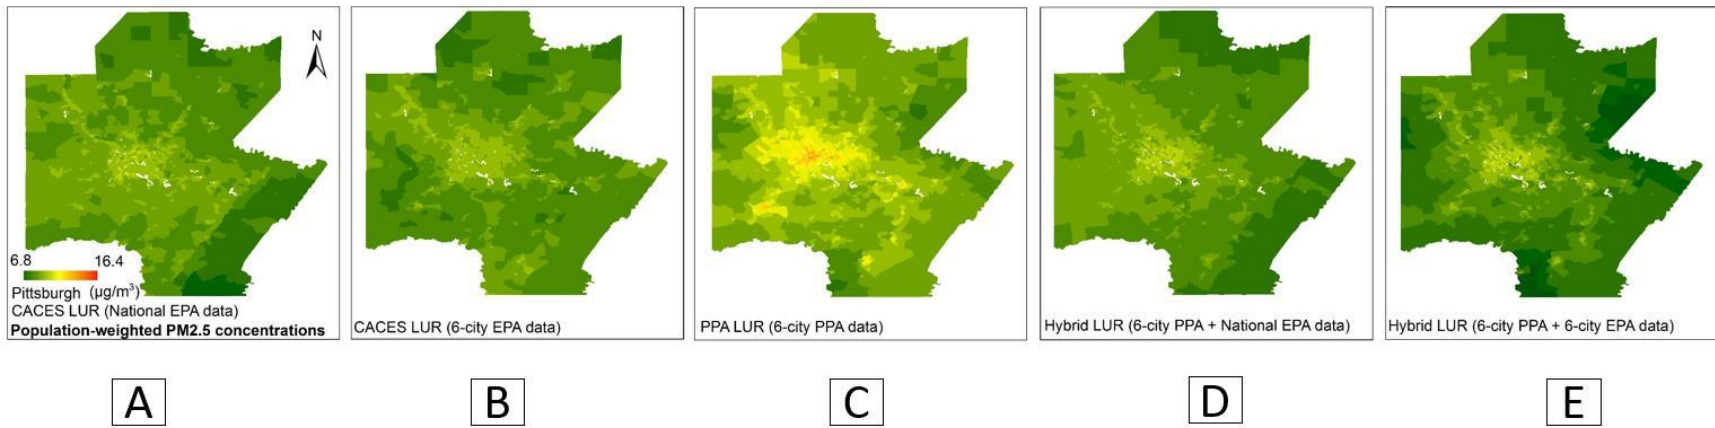 N
6.8 16.4
Pittsburgh (µg/m³)
CACES LUR (National EPA data)
Population-weighted PM2.5 concentrations
CACES LUR (6-city EPA data)
PPA LUR (6-city PPA data)
Hybrid LUR (6-city PPA + National EPA data)
Hybrid LUR (6-city PPA + 6-city EPA data)
A
B
C
D
E